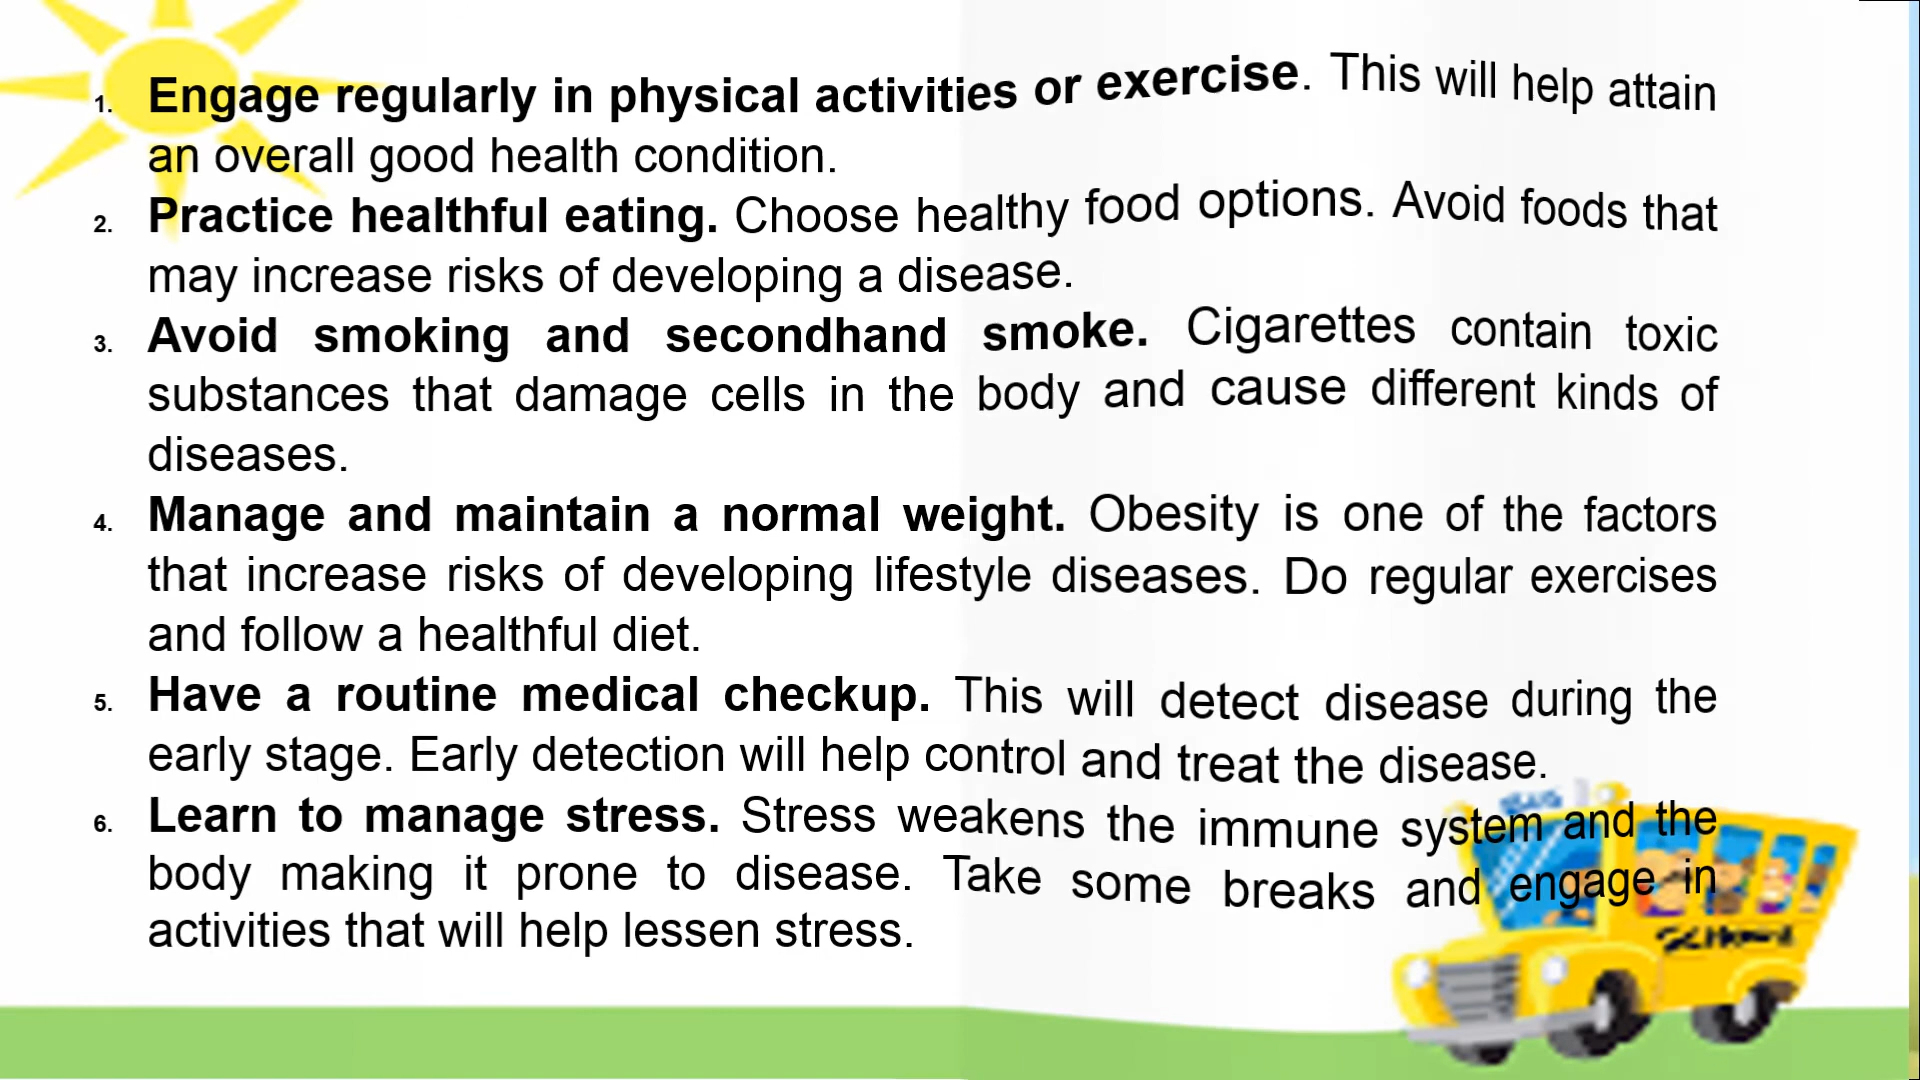 1. Engage regularly in physical activities or exercise. This will help attain
an overall good health condition.
2. Practice healthful eating. Choose healthy food options. Avoid foods that
may increase risks of developing a disease.
3. Avoid smoking and secondhand smoke. Cigarettes contain toxic
substances that damage cells in the body and cause different kinds of
diseases.
4. Manage and maintain a normal weight. Obesity is one of the factors
that increase risks of developing lifestyle diseases. Do regular exercises
and follow a healthful diet.
5. Have a routine medical checkup. This will detect disease during the
early stage. Early detection will help control and treat the disease.
6. Learn to manage stress. Stress weakens the immune system and the
body making it prone to disease. Take some breaks and engage in
activities that will help lessen stress.